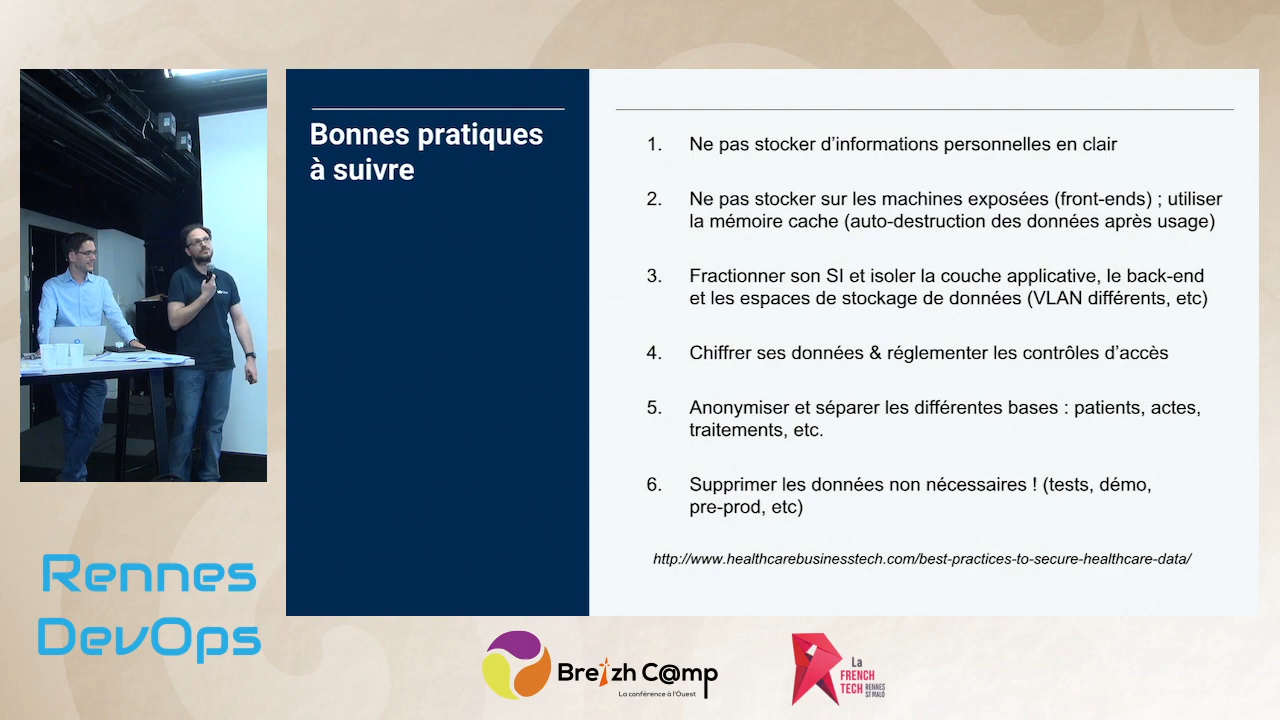 Bonnes pratiques
à suivre
1. Ne pas stocker d'informations personnelles en clair
2. Ne pas stocker sur les machines exposées (front-ends) ; utiliser
la mémoire cache (auto-destruction des données après usage)
3. Fractionner son SI et isoler la couche applicative, le back-end
et les espaces de stockage de données (VLAN différents, etc)
4. Chiffrer ses données & réglementer les contrôles d'accès
5. Anonymiser et séparer les différentes bases : patients, actes,
traitements, etc.
6. Supprimer les données non nécessaires ! (tests, démo,
pre-prod, etc)
http://www.healthcarebusinesstech.com/best-practices-to-secure-healthcare-data/
Rennes
DevOps
Breizh C@mp
La conférence à l'Ouest
La
FRENCH
TECH RENNES
ST MALO